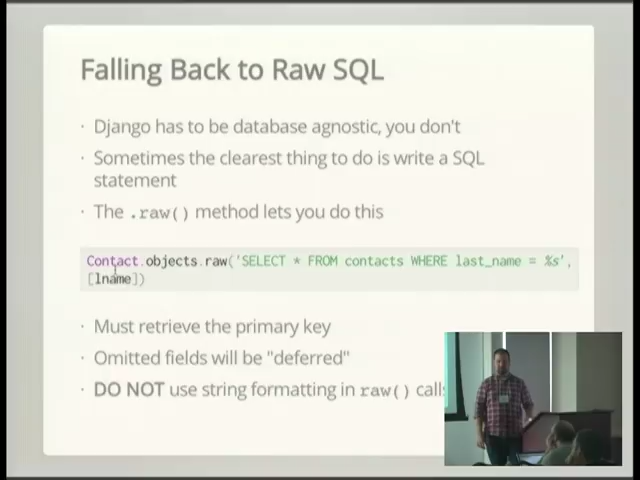 Falling Back to Raw SQL
· Django has to be database agnostic, you don't
· Sometimes the clearest thing to do is write a SQL
statement
· The .raw() method lets you do this
Contact.objects.raw('SELECT * FROM contacts WHERE last_name = %s',
[lname])
· Must retrieve the primary key
· Omitted fields will be "deferred"
· DO NOT use string formatting in raw() calls